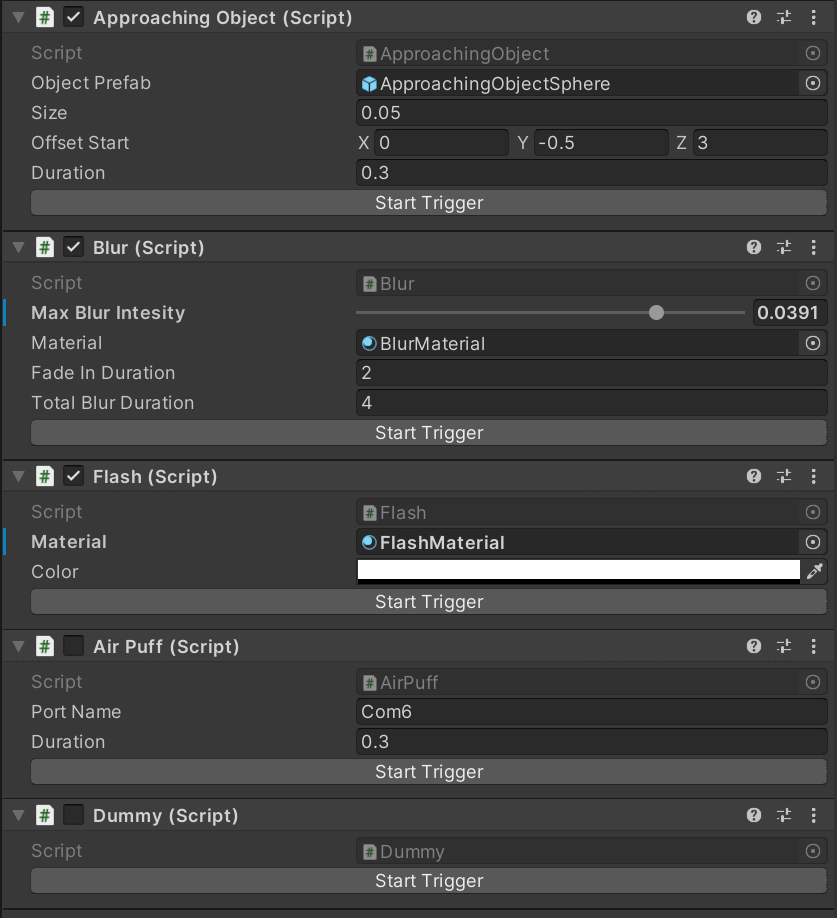 Approaching Object (Script)
Script ApproachingObject
Object Prefab ApproachingObjectSphere
Size 0.05
Offset Start X 0 Y -0.5 Z 3
Duration 0.3
Start Trigger
Blur (Script)
Script Blur
Max Blur Intesity 0.0391
Material BlurMaterial
Fade In Duration 2
Total Blur Duration 4
Start Trigger
Flash (Script)
Script Flash
Material FlashMaterial
Color
Start Trigger
Air Puff (Script)
Script AirPuff
Port Name Com6
Duration 0.3
Start Trigger
Dummy (Script)
Script Dummy
Start Trigger